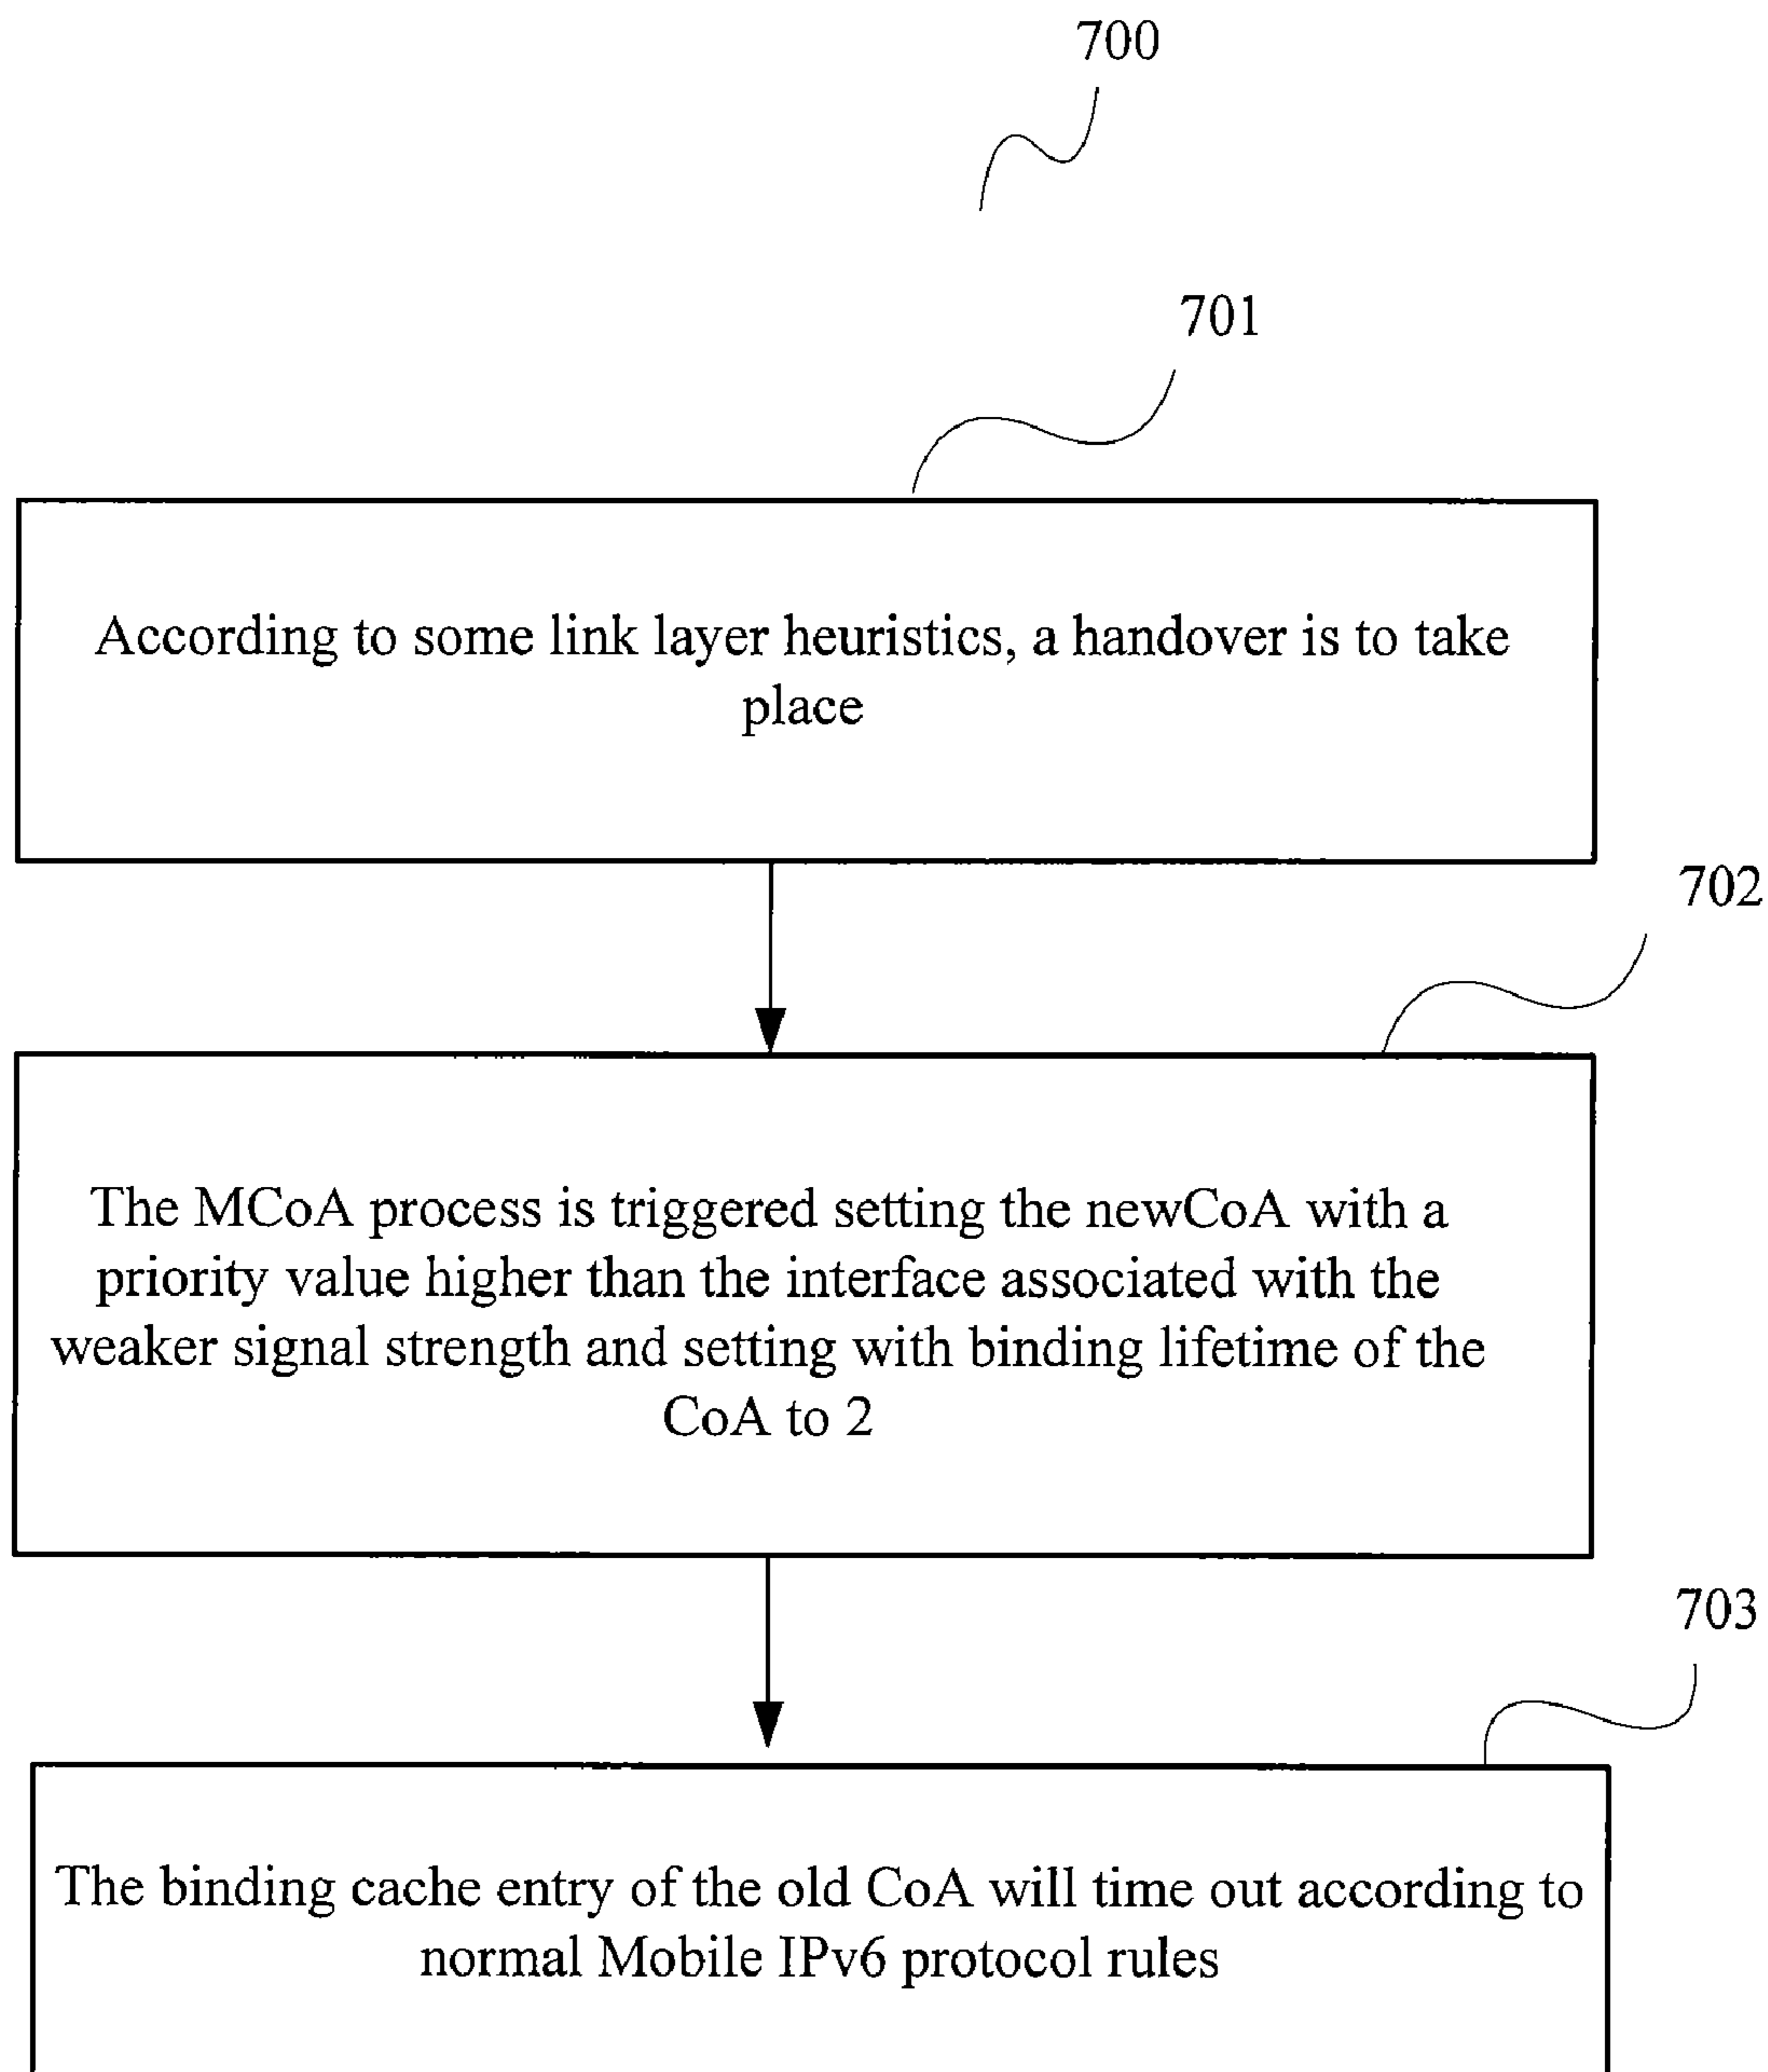 700
701
According to some link layer heuristics, a handover is to take
place
702
The MCoA process is triggered setting the newCoA with a
priority value higher than the interface associated with the
weaker signal strength and setting with binding lifetime of the
CoA to 2
703
The binding cache entry of the old CoA will time out according to
normal Mobile IPv6 protocol rules